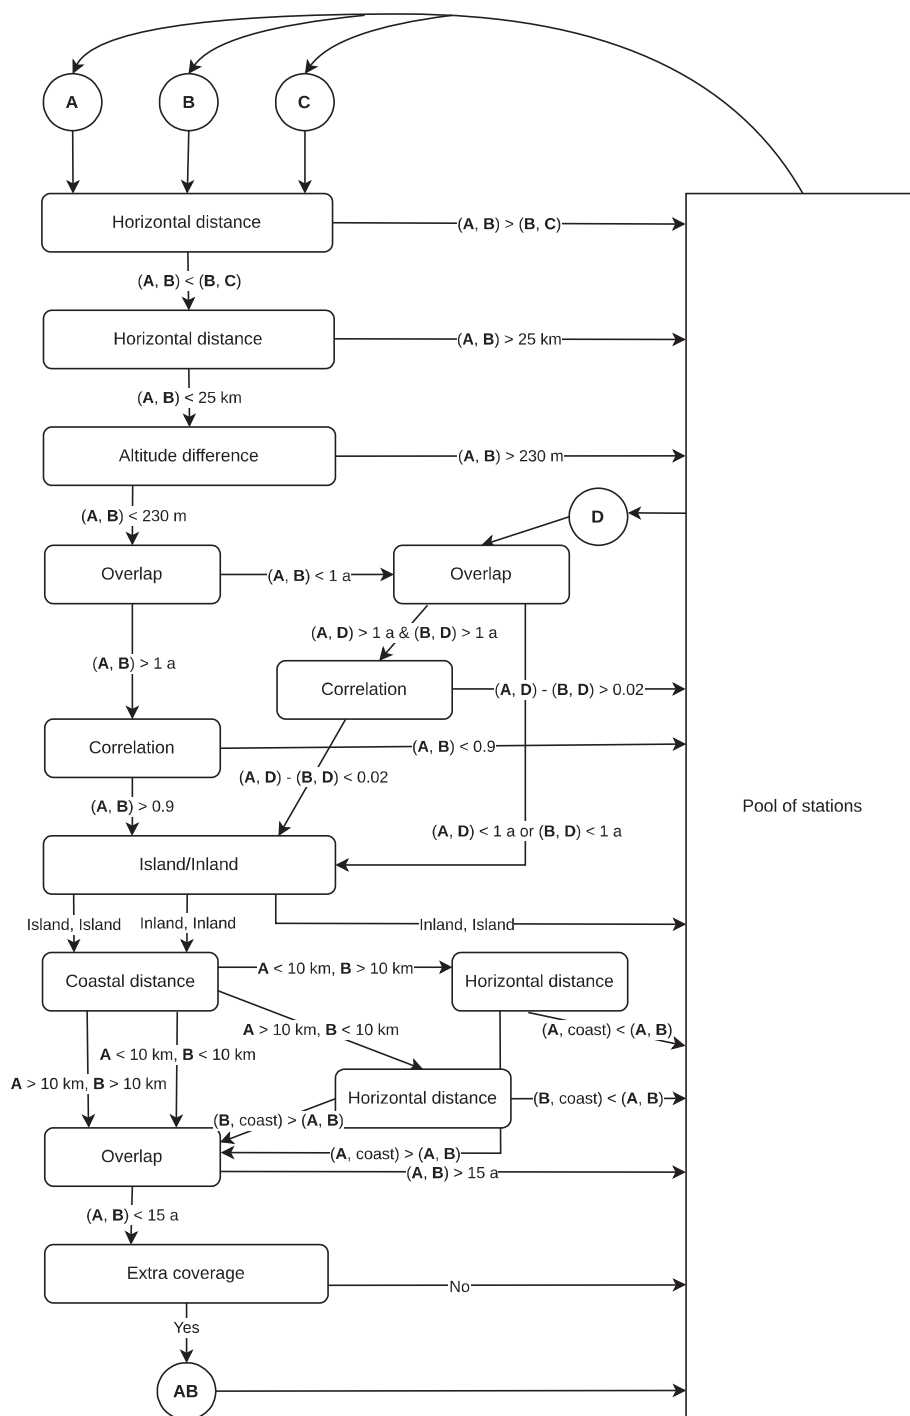 A
B
C
Horizontal distance
(A, B) > (B, C)
(A, B) < (B, C)
Horizontal distance
(A, B) > 25 km
(A, B) < 25 km
Altitude difference
(A, B) > 230 m
(A, B) < 230 m
D
Overlap
(A, B) < 1 a
Overlap
(A, D) > 1 a & (B, D) > 1 a
(A, B) > 1 a
Correlation
(A, D) - (B, D) > 0.02
Correlation
(A, B) < 0.9
(A, D) - (B, D) < 0.02
(A, B) > 0.9
Pool of stations
(A, D) < 1 a or (B, D) < 1 a
Island/Inland
Island, Island
Inland, Inland
Inland, Island
Coastal distance
A < 10 km, B > 10 km
Horizontal distance
A > 10 km, B < 10 km
(A, coast) < (A, B)
A < 10 km, B < 10 km
A > 10 km, B > 10 km
Horizontal distance
(B, coast) < (A, B)
(B, coast) > (A, B)
Overlap
(A, coast) > (A, B)
(A, B) > 15 a
(A, B) < 15 a
Extra coverage
No
Yes
AB